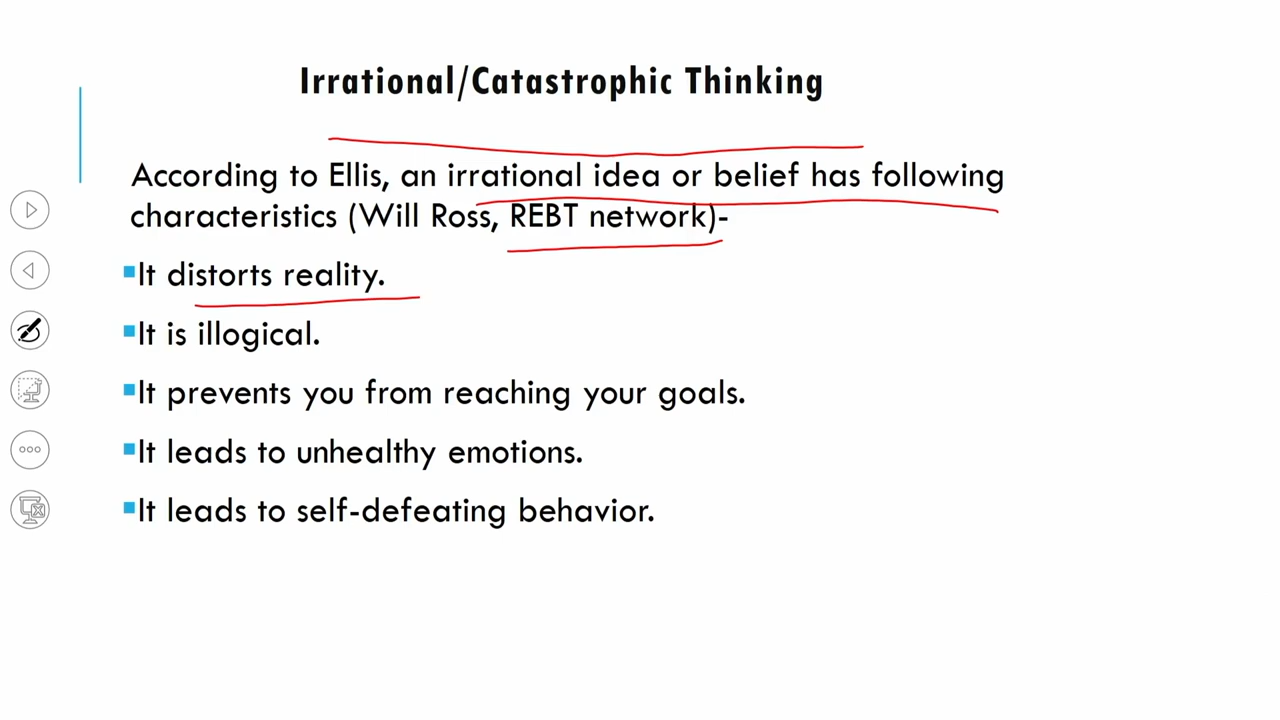 Irrational/Catastrophic Thinking
According to Ellis, an irrational idea or belief has following
characteristics (Will Ross, REBT network)-
It distorts reality.
It is illogical.
It prevents you from reaching your goals.
It leads to unhealthy emotions.
It leads to self-defeating behavior.